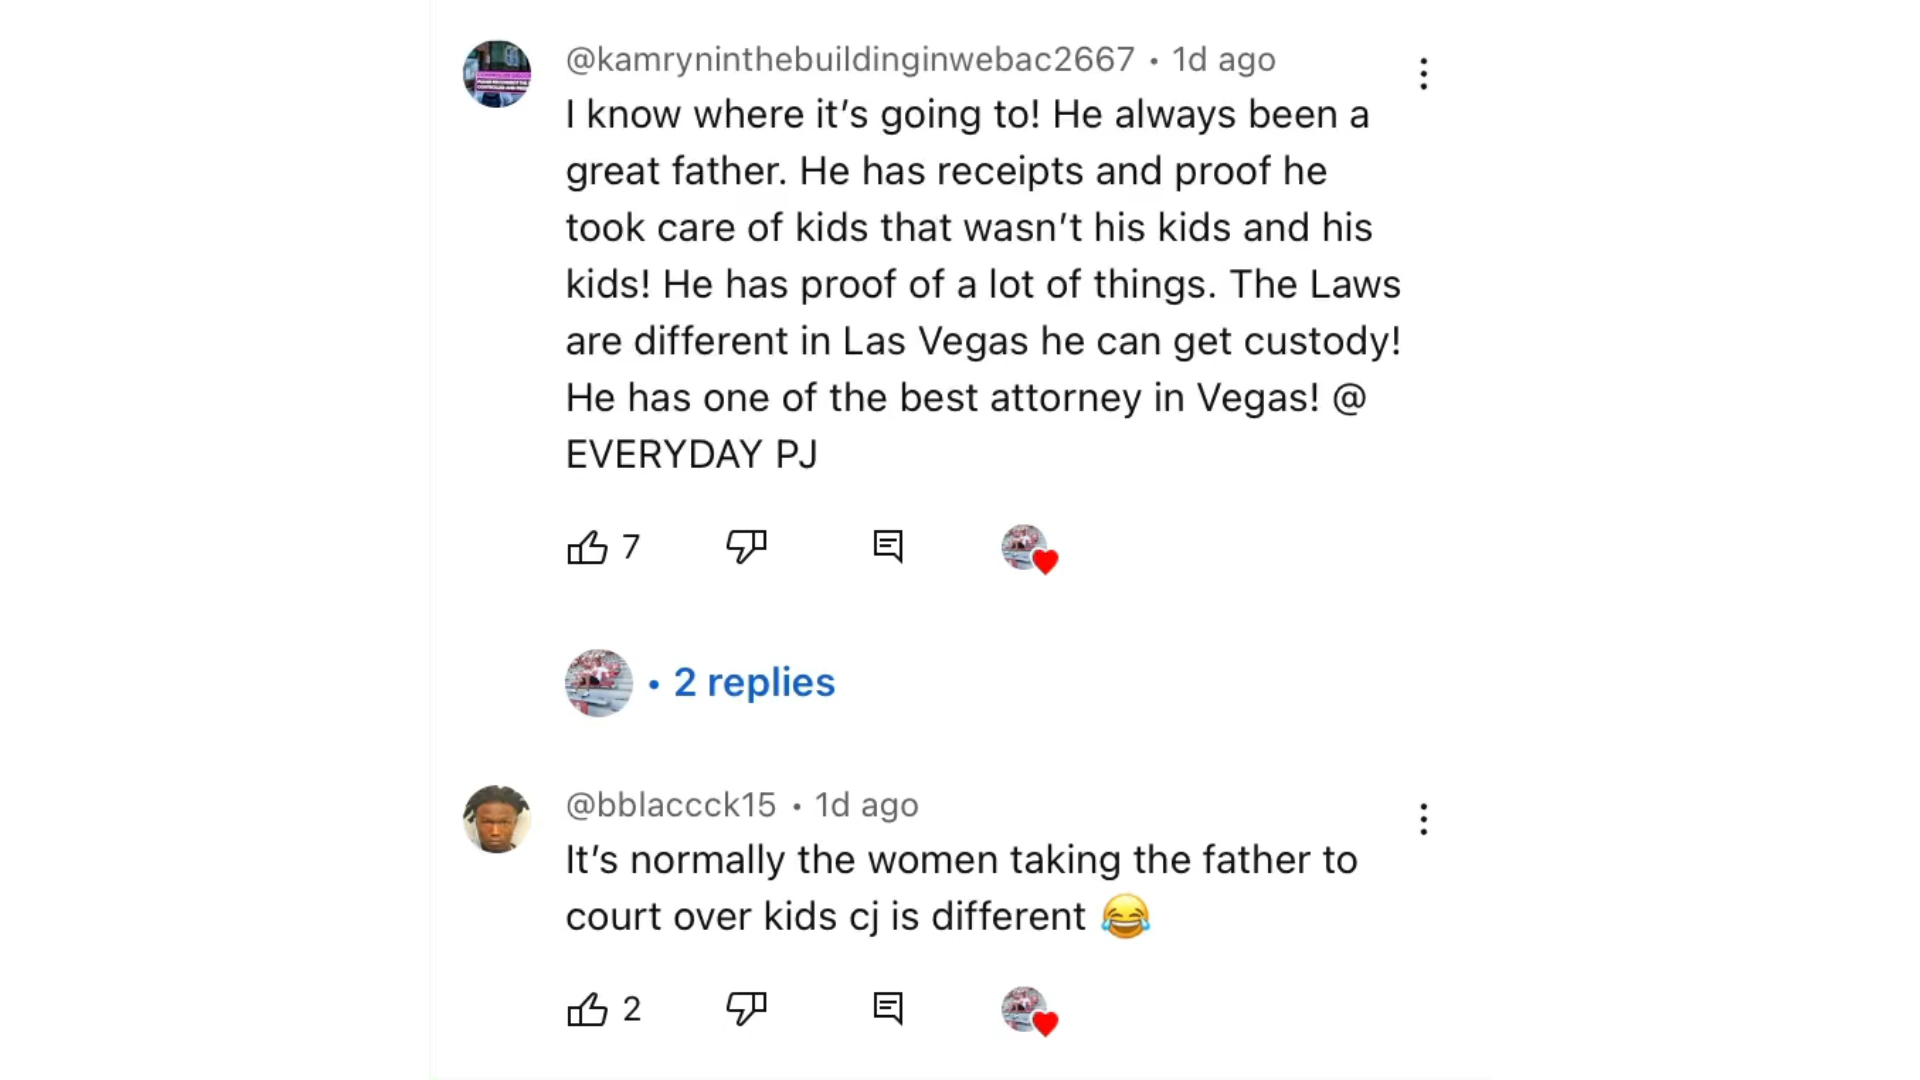 @kamryninthebuildinginwebac2667 • 1d ago
I know where it’s going to! He always been a
great father. He has receipts and proof he
took care of kids that wasn’t his kids and his
kids! He has proof of a lot of things. The Laws
are different in Las Vegas he can get custody!
He has one of the best attorney in Vegas! @
EVERYDAY PJ
7
• 2 replies
@bblaccck15 • 1d ago
It’s normally the women taking the father to
court over kids cj is different 😂
2